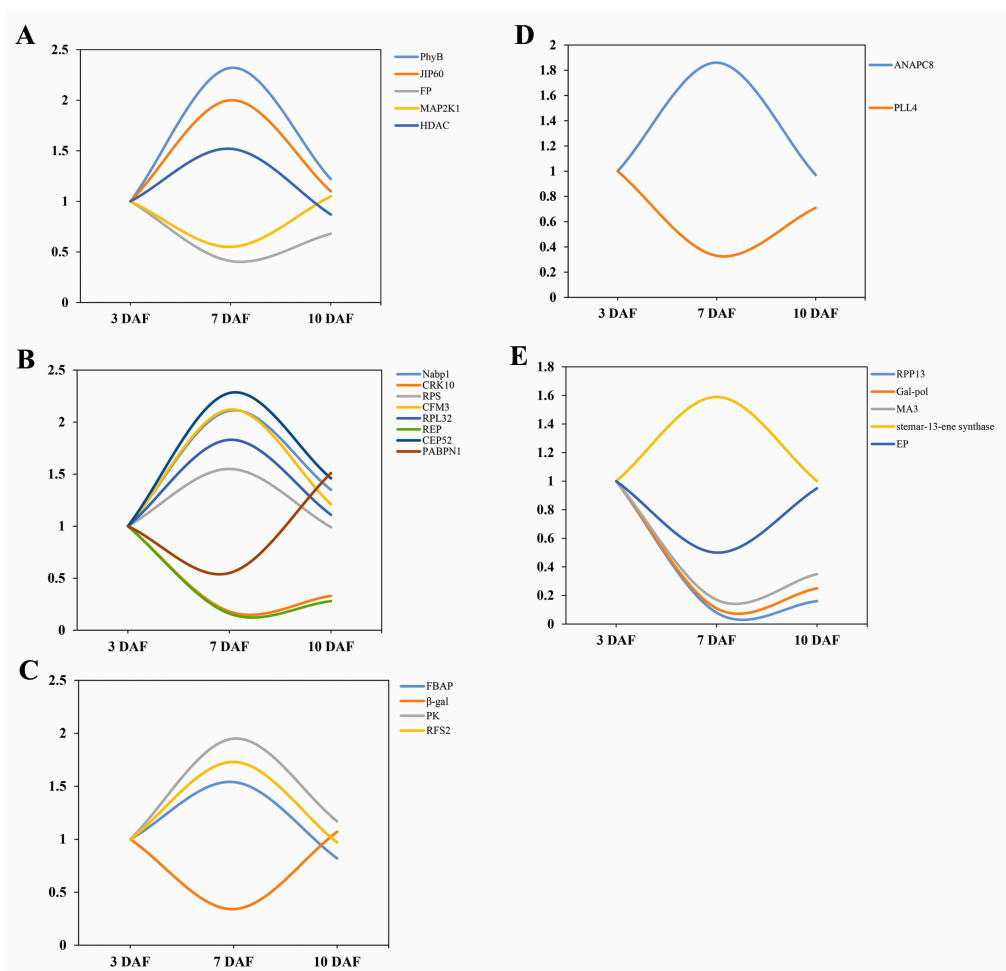 A
2.5
2
1.5
1
0.5
0
3 DAF 7 DAF 10 DAF
PhyB
JIP60
FP
MAP2K1
HDAC
B
2.5
2
1.5
1
0.5
0
3 DAF 7 DAF 10 DAF
Nabp1
CRK10
RPS
CFM3
RPL32
REP
CEP52
PABPN1
C
2.5
2
1.5
1
0.5
0
3 DAF 7 DAF 10 DAF
FBAP
β-gal
PK
RFS2
D
2
1.8
1.6
1.4
1.2
1
0.8
0.6
0.4
0.2
0
3 DAF 7 DAF 10 DAF
ANAPC8
PLL4
E
1.8
1.6
1.4
1.2
1
0.8
0.6
0.4
0.2
0
3 DAF 7 DAF 10 DAF
RPP13
Gal-pol
MA3
stemar-13-ene synthase
EP